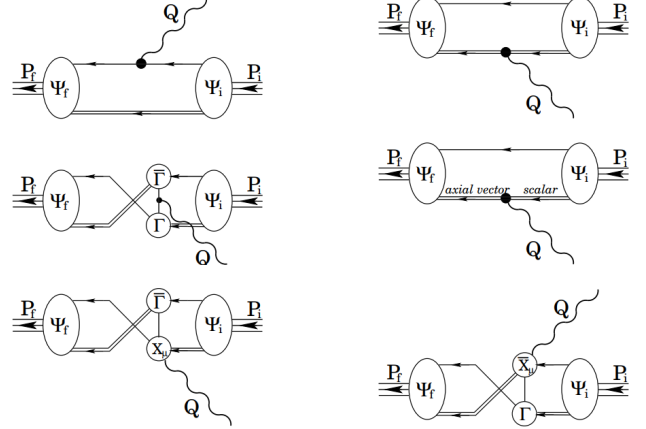 Q
P_f Ψ_f Ψ_i P_i
P_f Ψ_f Ψ_i P_i
Q
P_f Ψ_f Γ̅ Γ Ψ_i P_i
Q
P_f Ψ_f axial vector scalar Ψ_i P_i
Q
P_f Ψ_f Γ̅ X_μ Ψ_i P_i
Q
Q
P_f Ψ_f X̅_μ Γ Ψ_i P_i